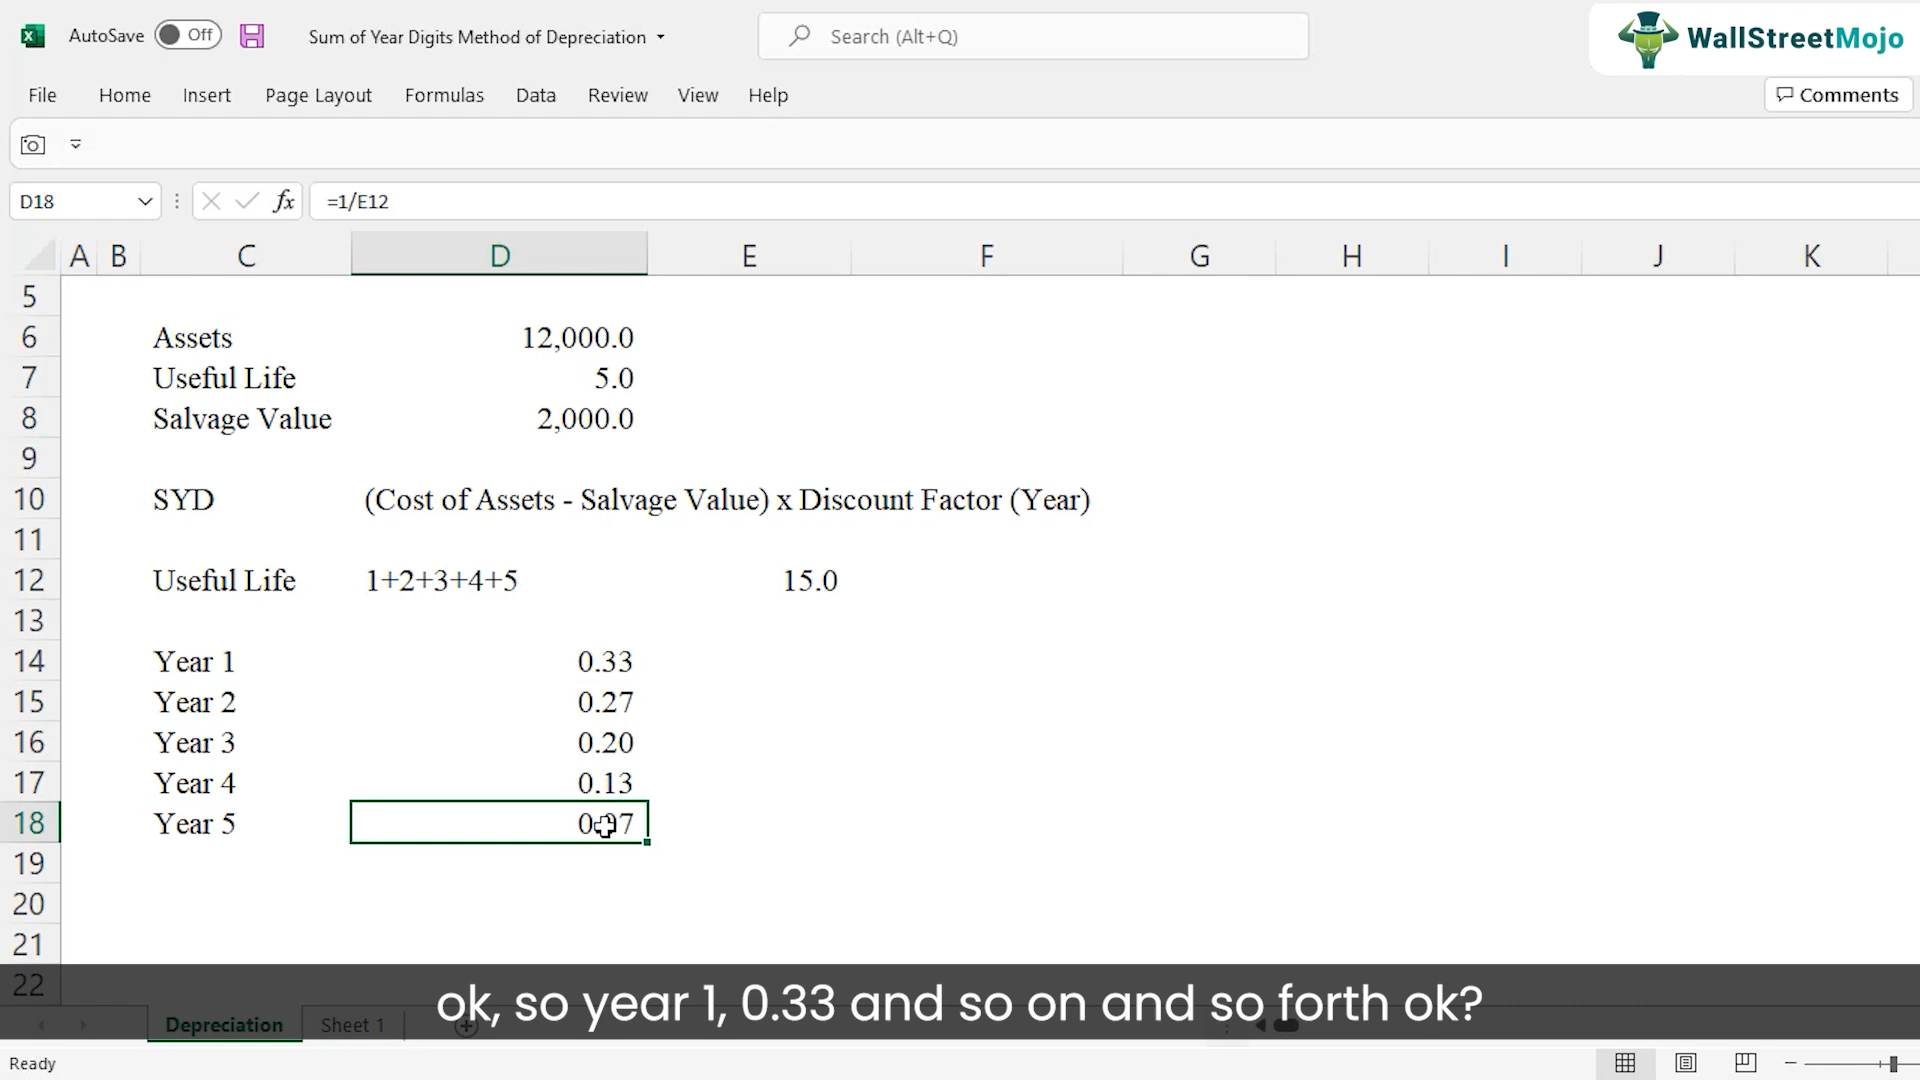 AutoSave Off Sum of Year Digits Method of Depreciation Search (Alt+Q) WallStreetMojo
File Home Insert Page Layout Formulas Data Review View Help Comments
D18 fx =1/E12
A B C D E F G H I J K
5
6 Assets 12,000.0
7 Useful Life 5.0
8 Salvage Value 2,000.0
9
10 SYD (Cost of Assets - Salvage Value) x Discount Factor (Year)
11
12 Useful Life 1+2+3+4+5 15.0
13
14 Year 1 0.33
15 Year 2 0.27
16 Year 3 0.20
17 Year 4 0.13
18 Year 5 0.07
19
20
21
22
ok, so year 1, 0.33 and so on and so forth ok?
Depreciation Sheet 1
Ready